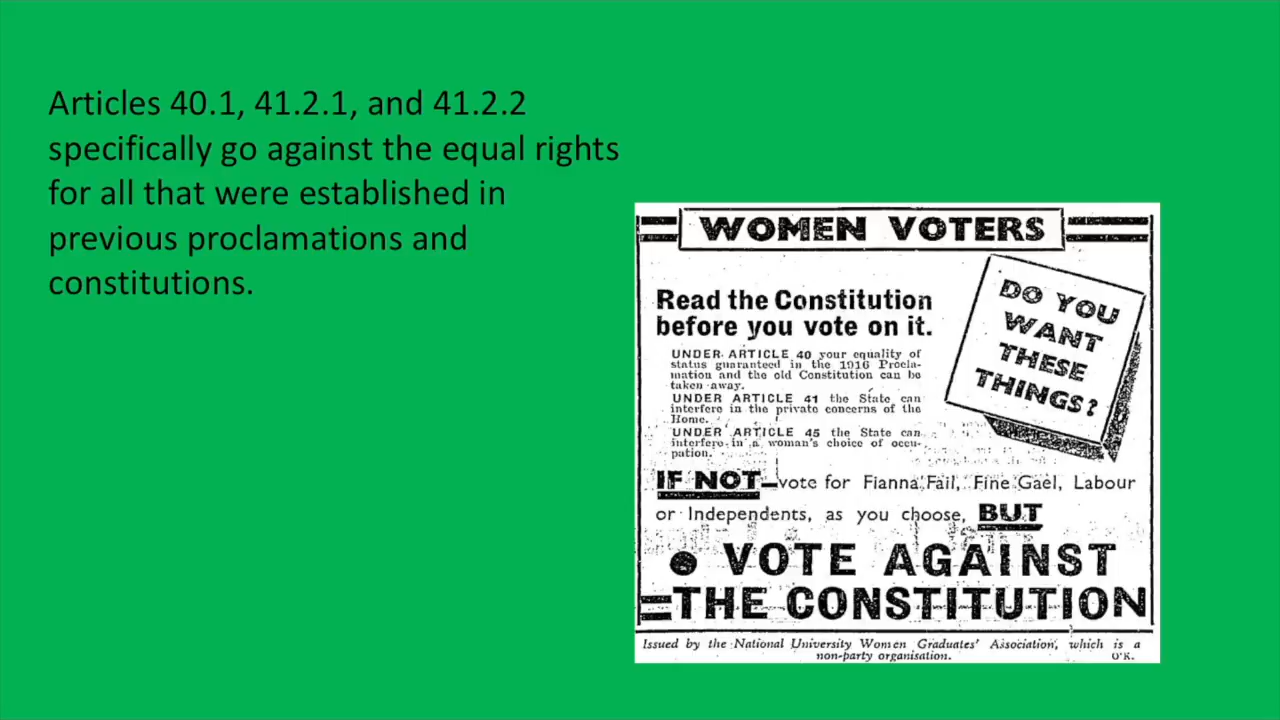 Articles 40.1, 41.2.1, and 41.2.2
specifically go against the equal rights
for all that were established in
previous proclamations and
constitutions.
WOMEN VOTERS
Read the Constitution
before you vote on it.
DO YOU
WANT
THESE
THINGS?
UNDER ARTICLE 40 your equality of
status guaranteed in the 1916 Procla-
mation and the old Constitution can be
taken away.
UNDER ARTICLE 41 the State can
interfere in the private concerns of the
Home.
UNDER ARTICLE 45 the State can
interfere in a woman's choice of occu-
pation.
IF NOT—vote for Fianna Fail, Fine Gael, Labour
or Independents, as you choose, BUT
• VOTE AGAINST
THE CONSTITUTION
Issued by the National University Women Graduates' Association, which is a
non-party organisation. O'K.